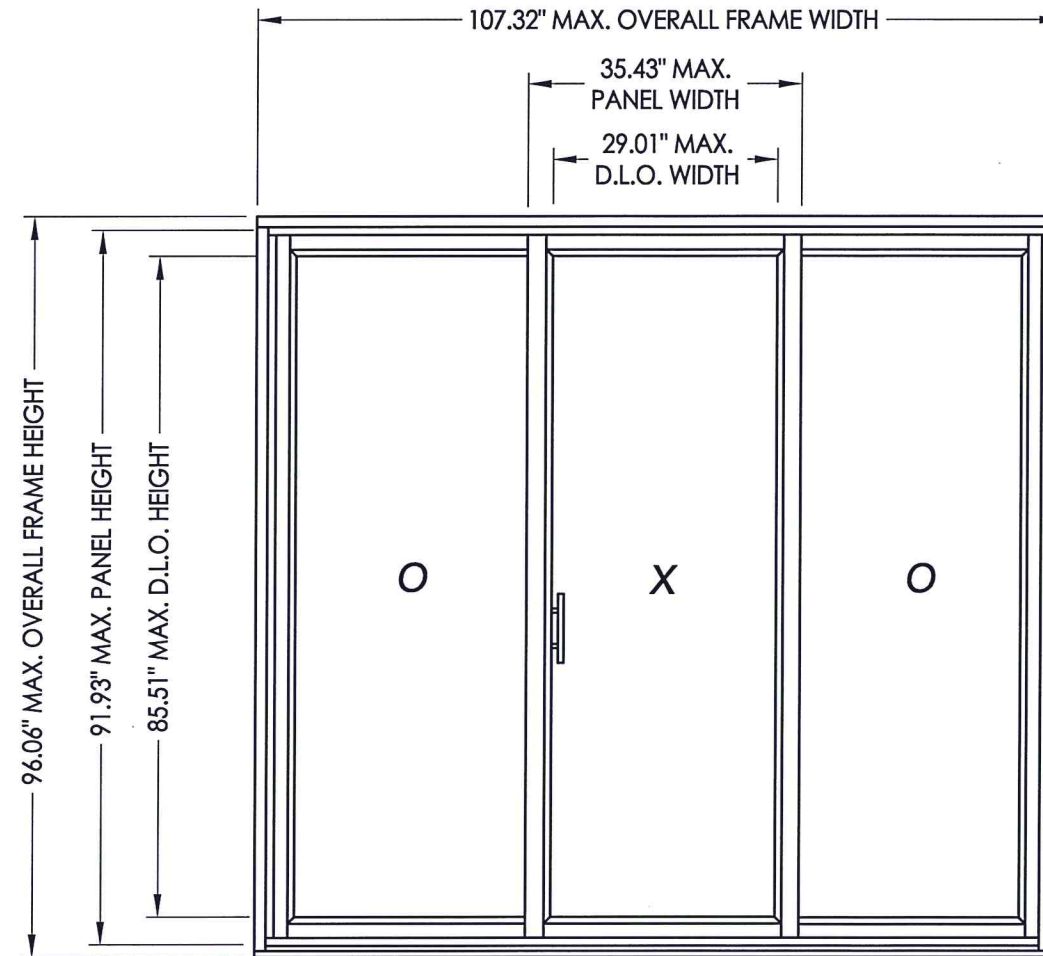 107.32" MAX. OVERALL FRAME WIDTH
35.43" MAX.
PANEL WIDTH
29.01" MAX.
D.L.O. WIDTH
96.06" MAX. OVERALL FRAME HEIGHT
91.93" MAX. PANEL HEIGHT
85.51" MAX. D.L.O. HEIGHT
O
X
O